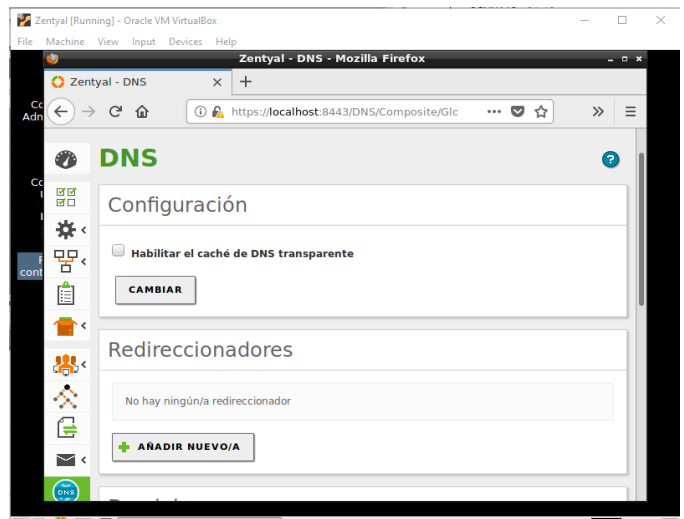 Zentyal [Running] - Oracle VM VirtualBox
File Machine View Input Devices Help
Zentyal - DNS - Mozilla Firefox
Zentyal - DNS
https://localhost:8443/DNS/Composite/Glc
DNS
Configuración
Habilitar el caché de DNS transparente
CAMBIAR
Redireccionadores
No hay ningún/a redireccionador
AÑADIR NUEVO/A
DNS